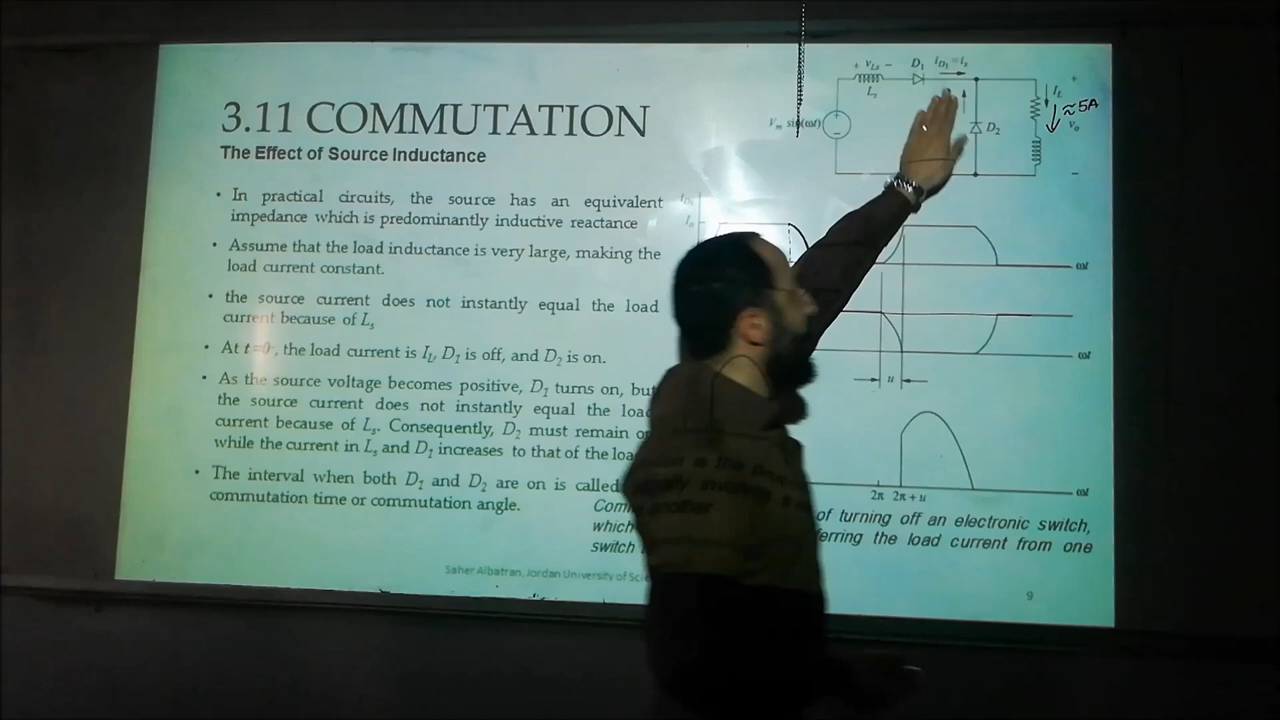 3.11 COMMUTATION
The Effect of Source Inductance
• In practical circuits, the source has an equivalent
impedance which is predominantly inductive reactance
• Assume that the load inductance is very large, making the
load current constant.
• the source current does not instantly equal the load
current because of Ls
• At t=0-, the load current is IL, D1 is off, and D2 is on.
• As the source voltage becomes positive, D1 turns on, but
the source current does not instantly equal the load
current because of Ls. Consequently, D2 must remain
while the current in Ls and D1 increases to that of the
• The interval when both D1 and D2 are on is called
commutation time or commutation angle.
of turning off an electronic switch,
which
current from one
switch
Saher Albatran, Jordan University of
9
+ vLs − D1 iD1 = is
Ls
IL
≈5A
+
Vm sin(ωt)
+
−
D2
vo
−
ωt
ωt
u
2π 2π + u
ωt